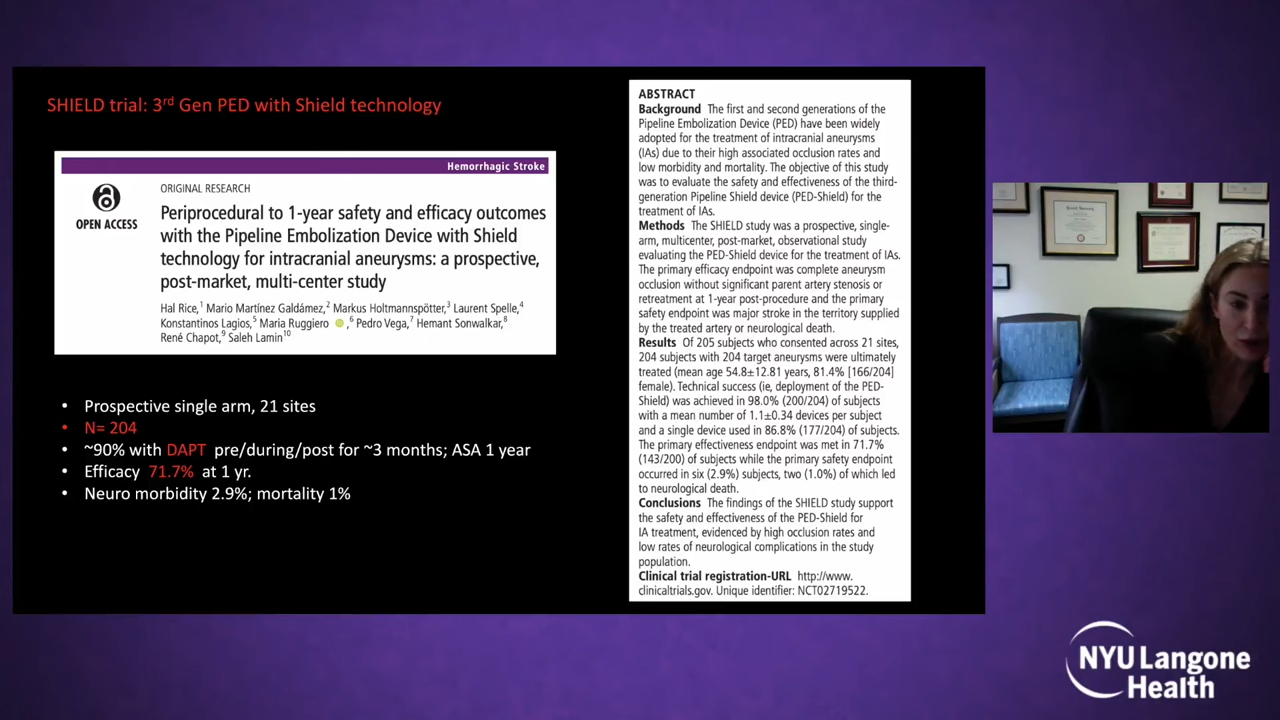 SHIELD trial: 3rd Gen PED with Shield technology
Hemorrhagic Stroke
OPEN ACCESS
ORIGINAL RESEARCH
Periprocedural to 1-year safety and efficacy outcomes
with the Pipeline Embolization Device with Shield
technology for intracranial aneurysms: a prospective,
post-market, multi-center study
Hal Rice,1 Mario Martínez Galdámez,2 Markus Holtmannspötter,3 Laurent Spelle,4
Konstantinos Lagios,5 Maria Ruggiero ,6 Pedro Vega,7 Hemant Sonwalkar,8
René Chapot,9 Saleh Lamin10
• Prospective single arm, 21 sites
• N= 204
• ~90% with DAPT pre/during/post for ~3 months; ASA 1 year
• Efficacy 71.7% at 1 yr.
• Neuro morbidity 2.9%; mortality 1%
ABSTRACT
Background The first and second generations of the
Pipeline Embolization Device (PED) have been widely
adopted for the treatment of intracranial aneurysms
(IAs) due to their high associated occlusion rates and
low morbidity and mortality. The objective of this study
was to evaluate the safety and effectiveness of the third-
generation Pipeline Shield device (PED-Shield) for the
treatment of IAs.
Methods The SHIELD study was a prospective, single-
arm, multicenter, post-market, observational study
evaluating the PED-Shield device for the treatment of IAs.
The primary efficacy endpoint was complete aneurysm
occlusion without significant parent artery stenosis or
retreatment at 1-year post-procedure and the primary
safety endpoint was major stroke in the territory supplied
by the treated artery or neurological death.
Results Of 205 subjects who consented across 21 sites,
204 subjects with 204 target aneurysms were ultimately
treated (mean age 54.8±12.81 years, 81.4% [166/204]
female). Technical success (ie, deployment of the PED-
Shield) was achieved in 98.0% (200/204) of subjects
with a mean number of 1.1±0.34 devices per subject
and a single device used in 86.8% (177/204) of subjects.
The primary effectiveness endpoint was met in 71.7%
(143/200) of subjects while the primary safety endpoint
occurred in six (2.9%) subjects, two (1.0%) of which led
to neurological death.
Conclusions The findings of the SHIELD study support
the safety and effectiveness of the PED-Shield for
IA treatment, evidenced by high occlusion rates and
low rates of neurological complications in the study
population.
Clinical trial registration-URL http://www.
clinicaltrials.gov. Unique identifier: NCT02719522.
NYU Langone
Health